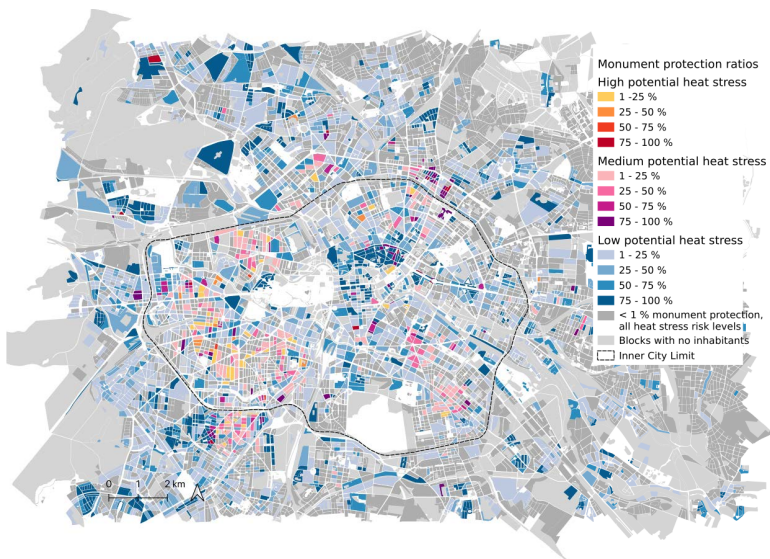 Monument protection ratios
High potential heat stress
1 -25 %
25 - 50 %
50 - 75 %
75 - 100 %
Medium potential heat stress
1 - 25 %
25 - 50 %
50 - 75 %
75 - 100 %
Low potential heat stress
1 - 25 %
25 - 50 %
50 - 75 %
75 - 100 %
< 1 % monument protection,
all heat stress risk levels
Blocks with no inhabitants
Inner City Limit
0 1 2 km